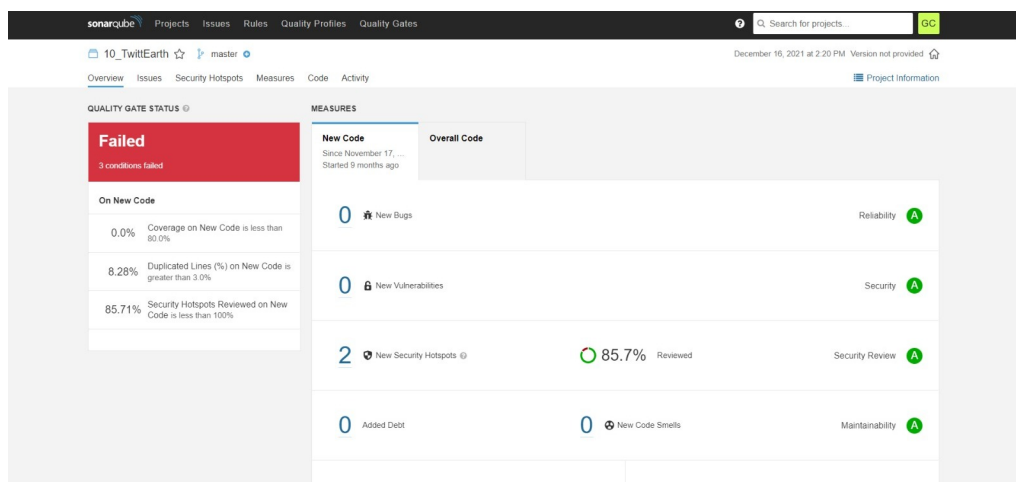 sonarqube Projects Issues Rules Quality Profiles Quality Gates Search for projects... GC
10_TwittEarth master December 16, 2021 at 2:20 PM Version not provided
Overview Issues Security Hotspots Measures Code Activity Project Information
QUALITY GATE STATUS
Failed
3 conditions failed
On New Code
0.0% Coverage on New Code is less than
80.0%
8.28% Duplicated Lines (%) on New Code is
greater than 3.0%
85.71% Security Hotspots Reviewed on New
Code is less than 100%
MEASURES
New Code Overall Code
Since November 17, ...
Started 9 months ago
0 New Bugs Reliability A
0 New Vulnerabilities Security A
2 New Security Hotspots 85.7% Reviewed Security Review A
0 Added Debt 0 New Code Smells Maintainability A